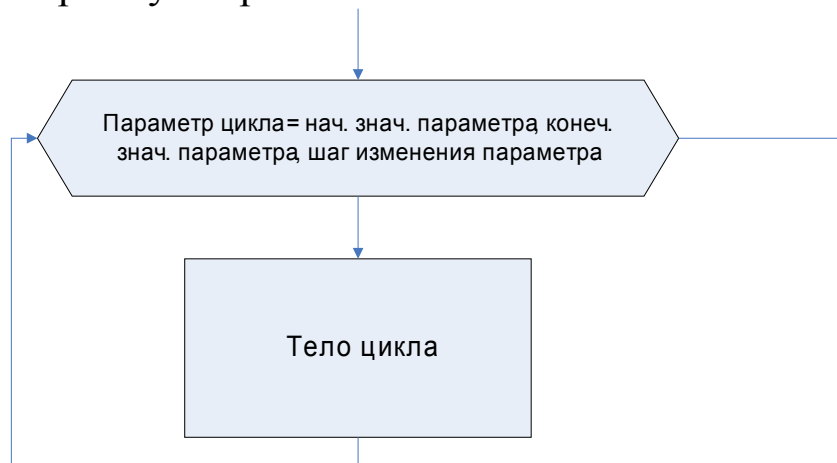 Параметр цикла= нач. знач. параметра, конеч.
знач. параметра, шаг изменения параметра
Тело цикла